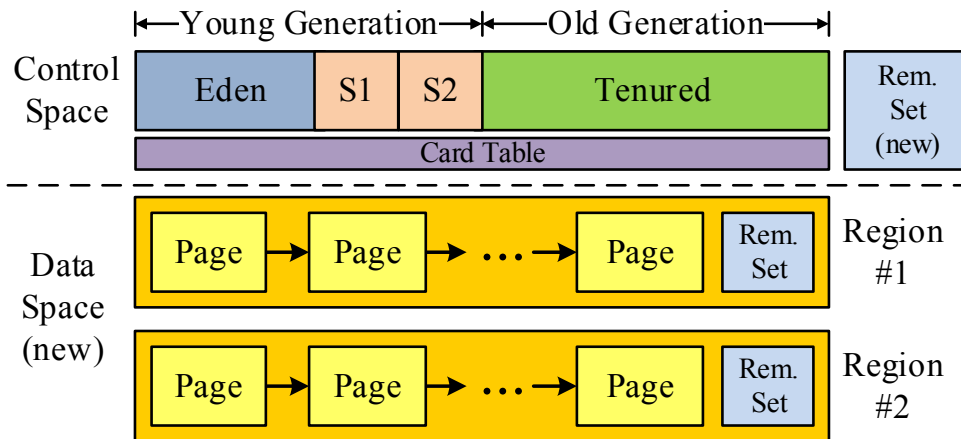 Young Generation
Old Generation
Control
Space
Eden
S1
S2
Tenured
Rem.
Set
(new)
Card Table
Data
Space
(new)
Page
Page
...
Page
Rem.
Set
Region
#1
Page
Page
...
Page
Rem.
Set
Region
#2